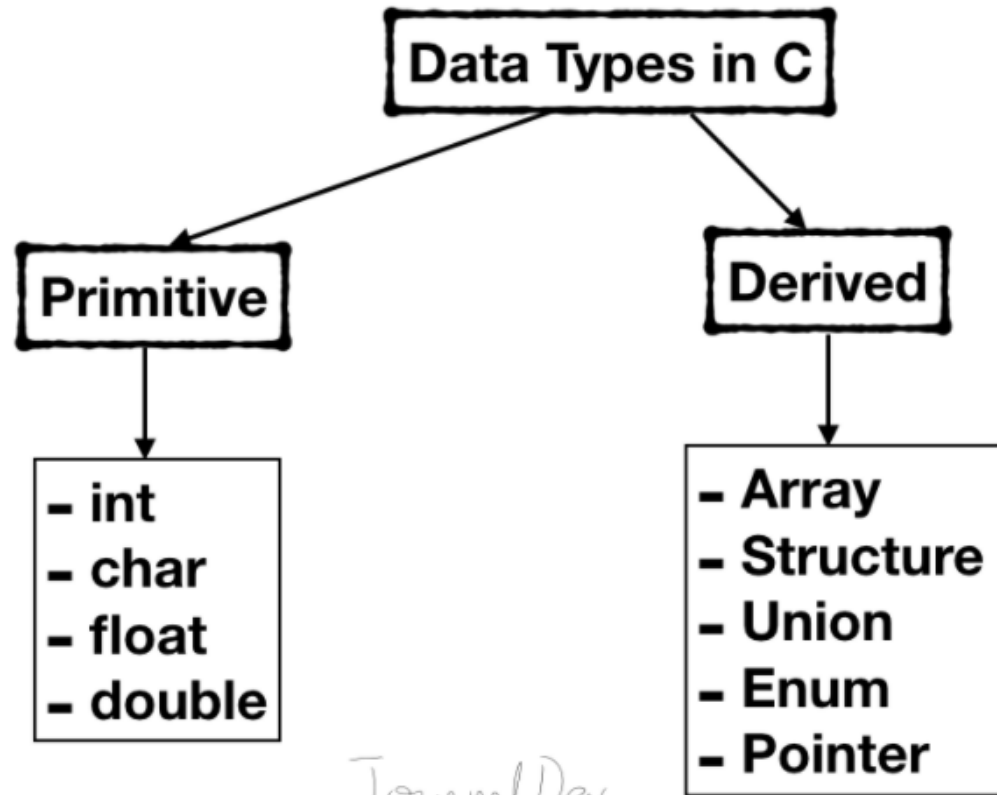 Data Types in C
Primitive
Derived
- int
- char
- float
- double
- Array
- Structure
- Union
- Enum
- Pointer